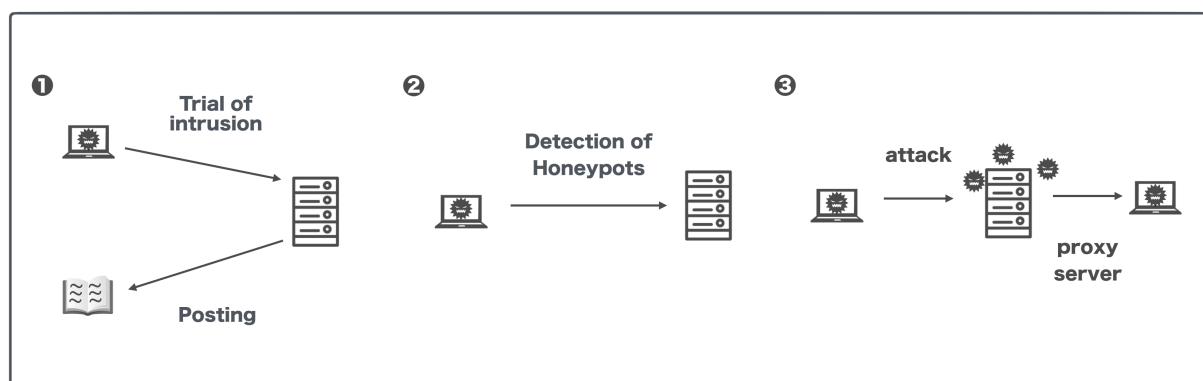 ❶
Trial of
intrusion
Posting
❷
Detection of
Honeypots
❸
attack
proxy
server